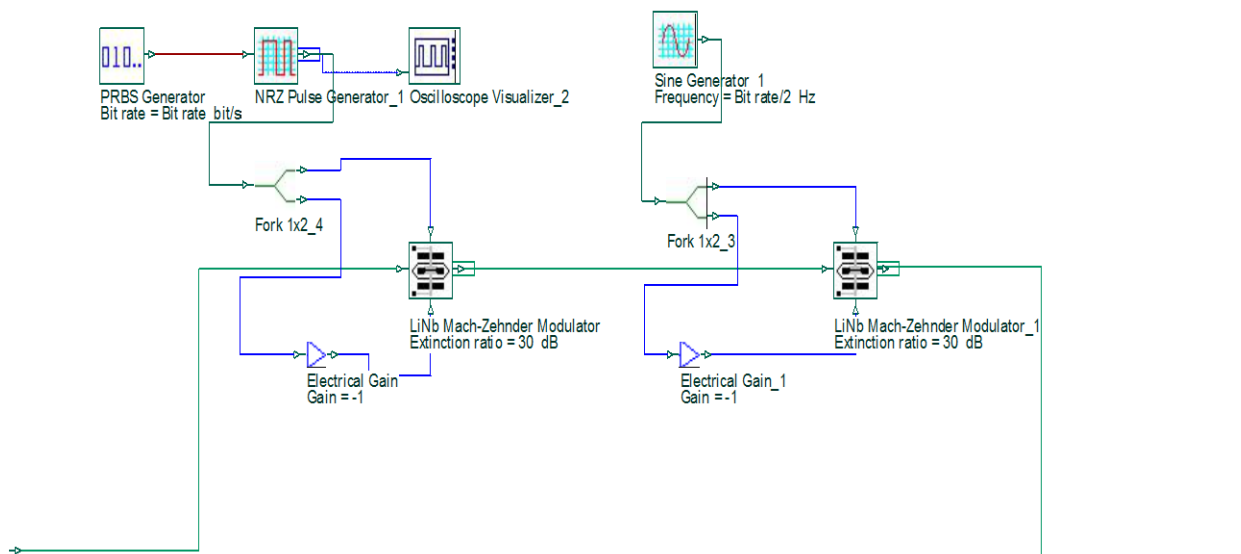 010..
PRBS Generator
Bit rate = Bit rate bit/s
NRZ Pulse Generator_1
Oscilloscope Visualizer_2
Sine Generator 1
Frequency = Bit rate/2 Hz
Fork 1x2_4
Fork 1x2_3
LiNb Mach-Zehnder Modulator
Extinction ratio = 30 dB
LiNb Mach-Zehnder Modulator_1
Extinction ratio = 30 dB
Electrical Gain
Gain = -1
Electrical Gain_1
Gain = -1